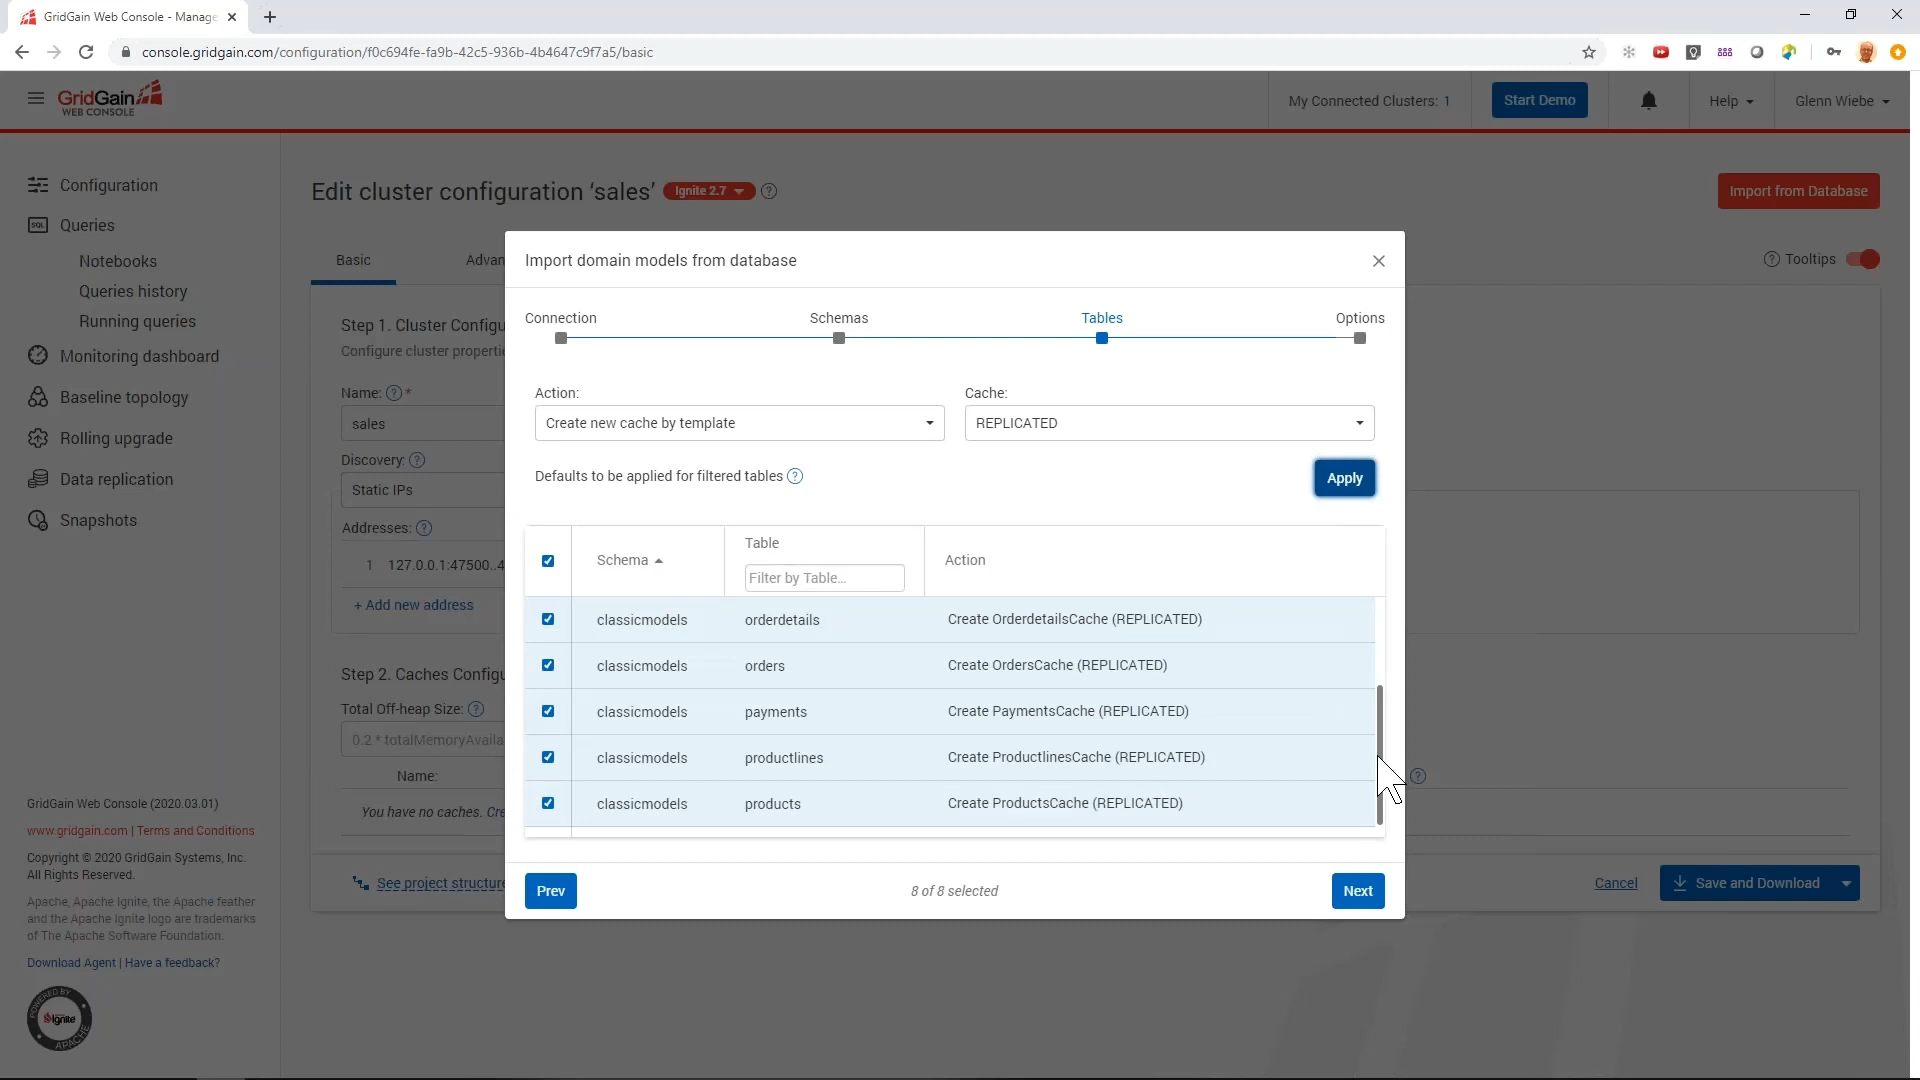 GridGain Web Console - Manage
console.gridgain.com/configuration/f0c694fe-fa9b-42c5-936b-4b4647c9f7a5/basic
GridGain
WEB CONSOLE
My Connected Clusters: 1
Start Demo
Help
Glenn Wiebe
Configuration
Queries
Notebooks
Queries history
Running queries
Monitoring dashboard
Baseline topology
Rolling upgrade
Data replication
Snapshots
GridGain Web Console (2020.03.01)
www.gridgain.com | Terms and Conditions
Copyright © 2020 GridGain Systems, Inc.
All Rights Reserved.
Apache, Apache Ignite, the Apache feather
and the Apache Ignite logo are trademarks
of The Apache Software Foundation.
Download Agent | Have a feedback?
POWERED BY
Ignite
APACHE
Edit cluster configuration ‘sales’
Ignite 2.7
Import from Database
Basic
Advan
Tooltips
Step 1. Cluster Configu
Configure cluster propertie
Name: *
sales
Discovery:
Static IPs
Addresses:
1 127.0.0.1:47500..4
+ Add new address
Step 2. Caches Configu
Total Off-heap Size:
0.2 * totalMemoryAvaila
Name:
You have no caches. Cre
See project structure
Cancel
Save and Download
Import domain models from database
Connection
Schemas
Tables
Options
Action:
Cache:
Create new cache by template
REPLICATED
Defaults to be applied for filtered tables
Apply
Schema
Table
Filter by Table...
Action
classicmodels orderdetails Create OrderdetailsCache (REPLICATED)
classicmodels orders Create OrdersCache (REPLICATED)
classicmodels payments Create PaymentsCache (REPLICATED)
classicmodels productlines Create ProductlinesCache (REPLICATED)
classicmodels products Create ProductsCache (REPLICATED)
Prev
8 of 8 selected
Next